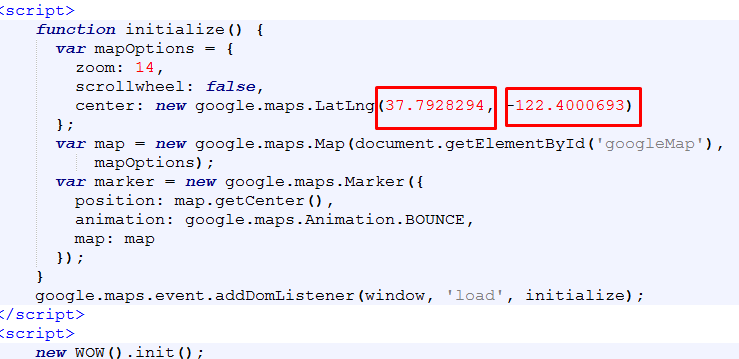 <script>
function initialize() {
var mapOptions = {
zoom: 14,
scrollwheel: false,
center: new google.maps.LatLng(37.7928294, -122.4000693)
};
var map = new google.maps.Map(document.getElementById('googleMap'),
mapOptions);
var marker = new google.maps.Marker({
position: map.getCenter(),
animation: google.maps.Animation.BOUNCE,
map: map
});
}
google.maps.event.addDomListener(window, 'load', initialize);
</script>
<script>
new WOW().init();